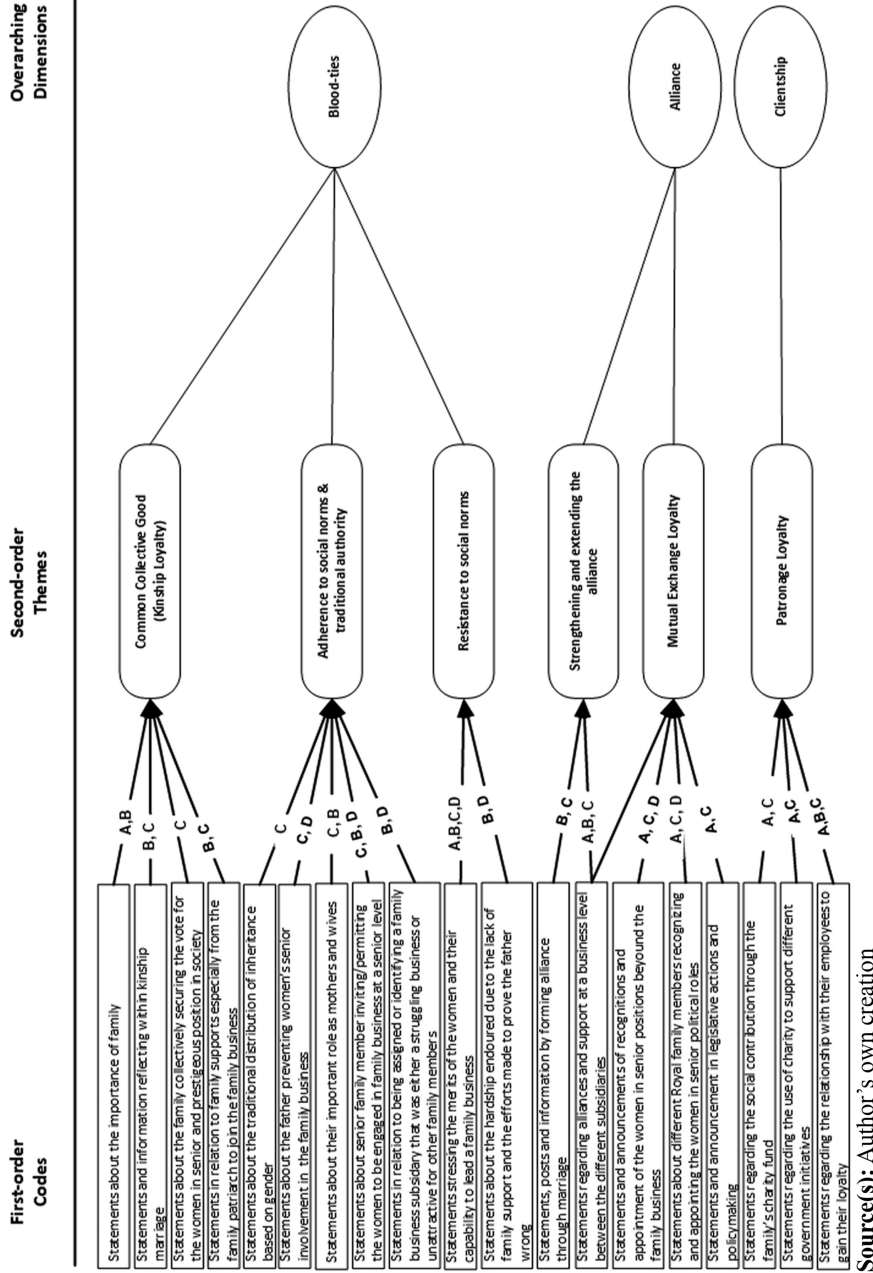 First-order
Codes
Second-order
Themes
Overarching
Dimensions
Statements about the importance of family
Statements and information reflecting within kinship
marriage
Statements about the family collectively securing the vote for
the women in senior and prestigeous position in society
Statements in relation to family supports especially from the
family patriarch to join the family business
Statements about the traditional distribution of inheritance
based on gender
Statements about the father preventing women's senior
involvement in the family business
Statements about their important role as mothers and wives
Statements about senior family member inviting/permitting
the women to be engaged in family business at a senior level
Statements in relation to being assigned or identifying a family
business subsidary that was either a struggling business or
unattractive for other family members
Statements stressing the merits of the women and their
capability to lead a family business
Statements about the hardship endoured due to the lack of
family support and the efforts made to prove the father
wrong
Statements, posts and information by forming alliance
through marriage
Statements regarding alliances and support at a business level
between the different subsidiaries
Statements and announcements of recognitions and
appointment of the women in senior positions beyound the
family business
Statements about different Royal family members recognizing
and appointing the women in senior political roles
Statements and announcement in legislative actions and
policymaking
Statements regarding the social contribution through the
family's charity fund
Statements regarding the use of charity to support different
government initiatives
Statements regarding the relationship with their employees to
gain their loyalty
A,B
B, C
C
B, C
C
C, D
C, B
C, B, D
B, D
A,B,C,D
B, D
B, C
A,B, C
A, C, D
A, C, D
A, C
A, C
A,C
A,B,C
Common Collective Good
(Kinship Loyalty)
Adherence to social norms &
traditional authority
Resistance to social norms
Strengthening and extending the
alliance
Mutual Exchange Loyalty
Patronage Loyalty
Blood-ties
Alliance
Clientship
Source(s): Author's own creation